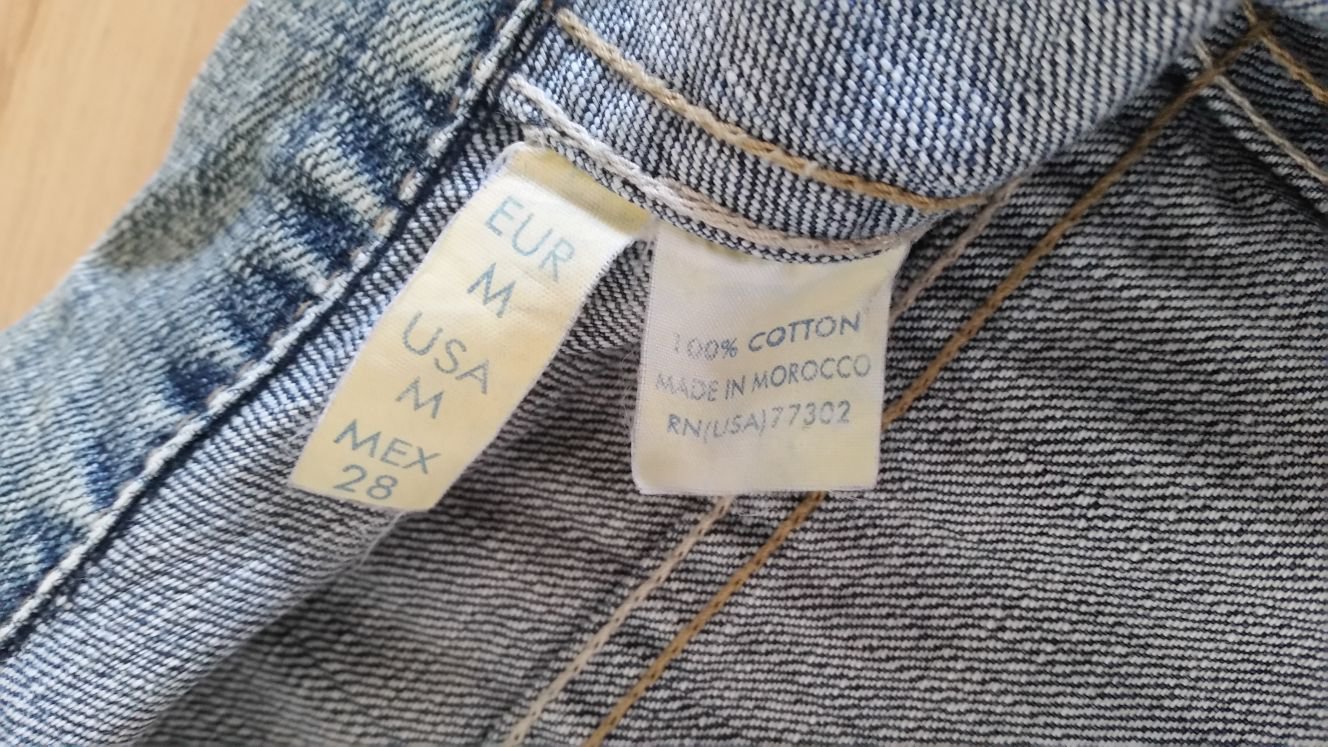 EUR
M
USA
M
MEX
28
100% COTTON
MADE IN MOROCCO
RN(USA)77302